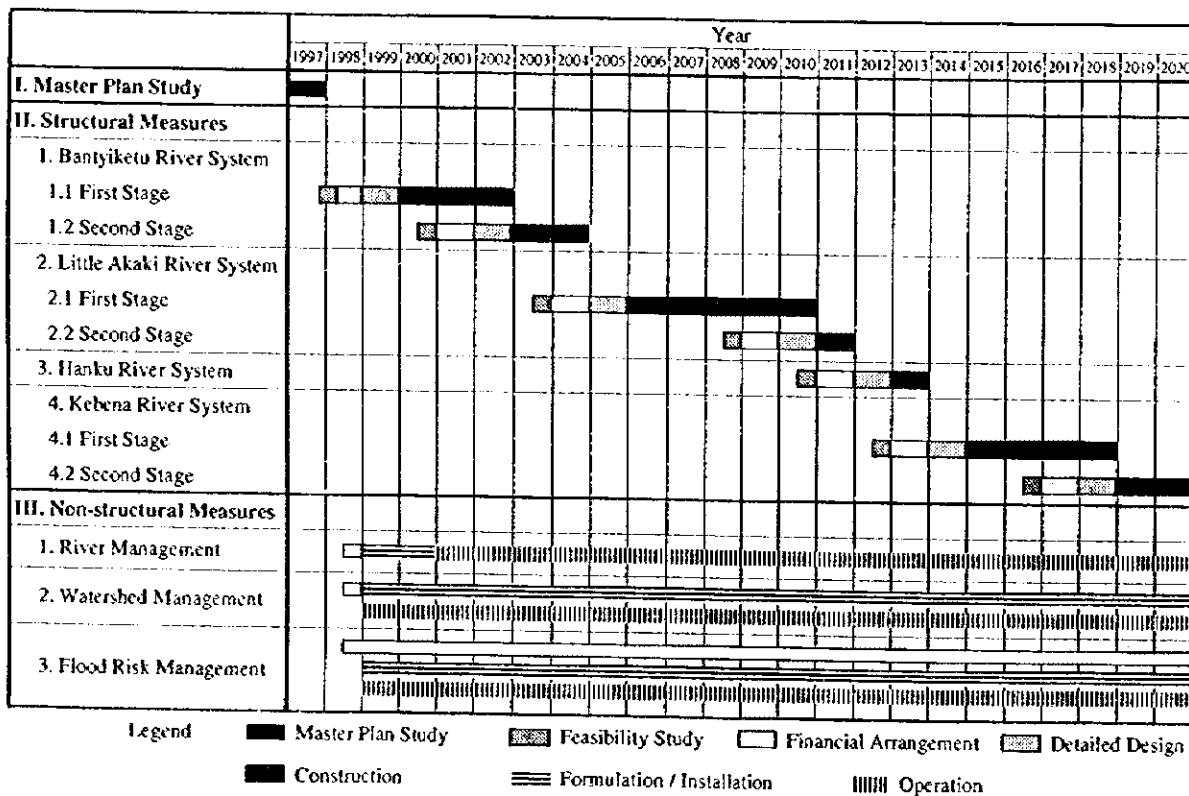 Year
1997 1998 1999 2000 2001 2002 2003 2004 2005 2006 2007 2008 2009 2010 2011 2012 2013 2014 2015 2016 2017 2018 2019 2020
I. Master Plan Study
II. Structural Measures
1. Bantyiketu River System
1.1 First Stage
1.2 Second Stage
2. Little Akaki River System
2.1 First Stage
2.2 Second Stage
3. Hanku River System
4. Kebena River System
4.1 First Stage
4.2 Second Stage
III. Non-structural Measures
1. River Management
2. Watershed Management
3. Flood Risk Management
Legend Master Plan Study Feasibility Study Financial Arrangement Detailed Design
Construction Formulation / Installation Operation